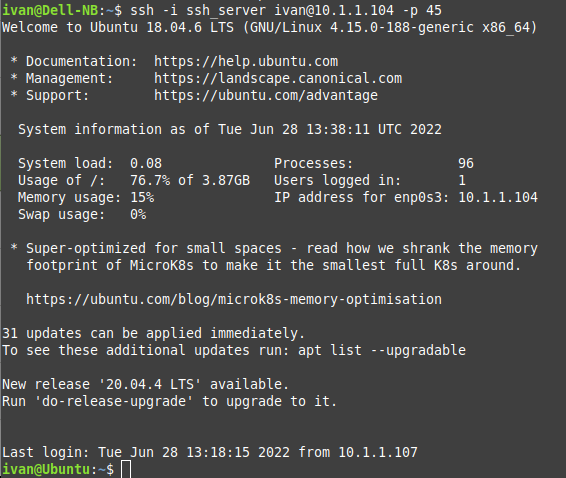 ivan@Dell-NB:~$ ssh -i ssh_server ivan@10.1.1.104 -p 45
Welcome to Ubuntu 18.04.6 LTS (GNU/Linux 4.15.0-188-generic x86_64)

 * Documentation:  https://help.ubuntu.com
 * Management:     https://landscape.canonical.com
 * Support:        https://ubuntu.com/advantage

  System information as of Tue Jun 28 13:38:11 UTC 2022

  System load:  0.08              Processes:             96
  Usage of /:   76.7% of 3.87GB   Users logged in:       1
  Memory usage: 15%               IP address for enp0s3: 10.1.1.104
  Swap usage:   0%

 * Super-optimized for small spaces - read how we shrank the memory
   footprint of MicroK8s to make it the smallest full K8s around.

   https://ubuntu.com/blog/microk8s-memory-optimisation

31 updates can be applied immediately.
To see these additional updates run: apt list --upgradable

New release '20.04.4 LTS' available.
Run 'do-release-upgrade' to upgrade to it.


Last login: Tue Jun 28 13:18:15 2022 from 10.1.1.107
ivan@Ubuntu:~$